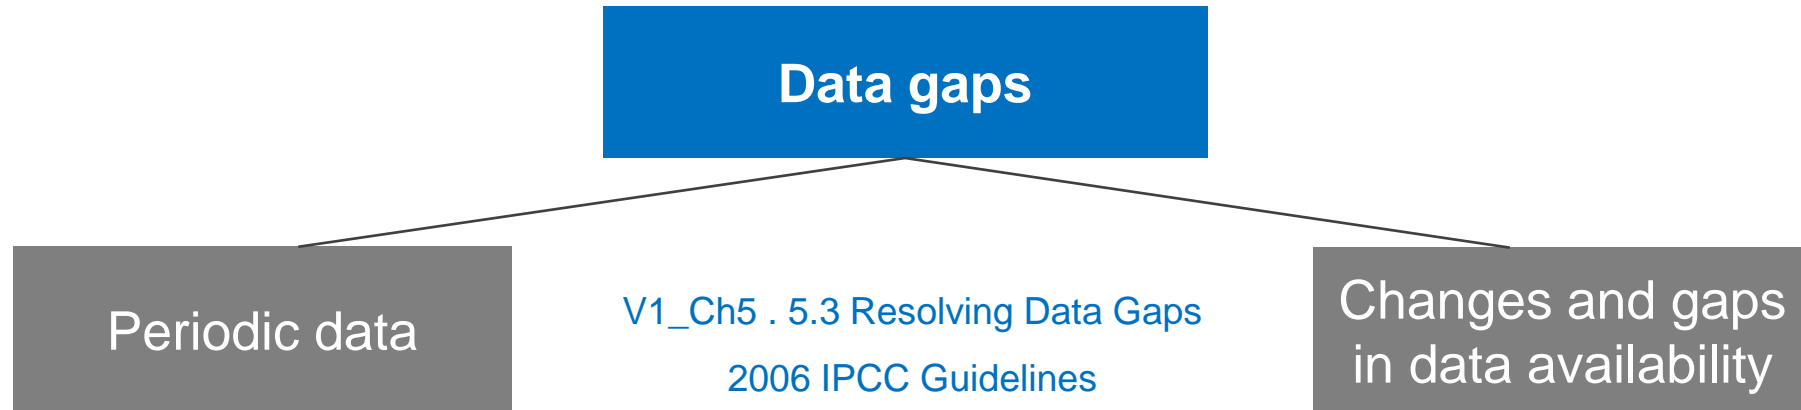 Data gaps
Periodic data
V1_Ch5 . 5.3 Resolving Data Gaps
2006 IPCC Guidelines
Changes and gaps
in data availability